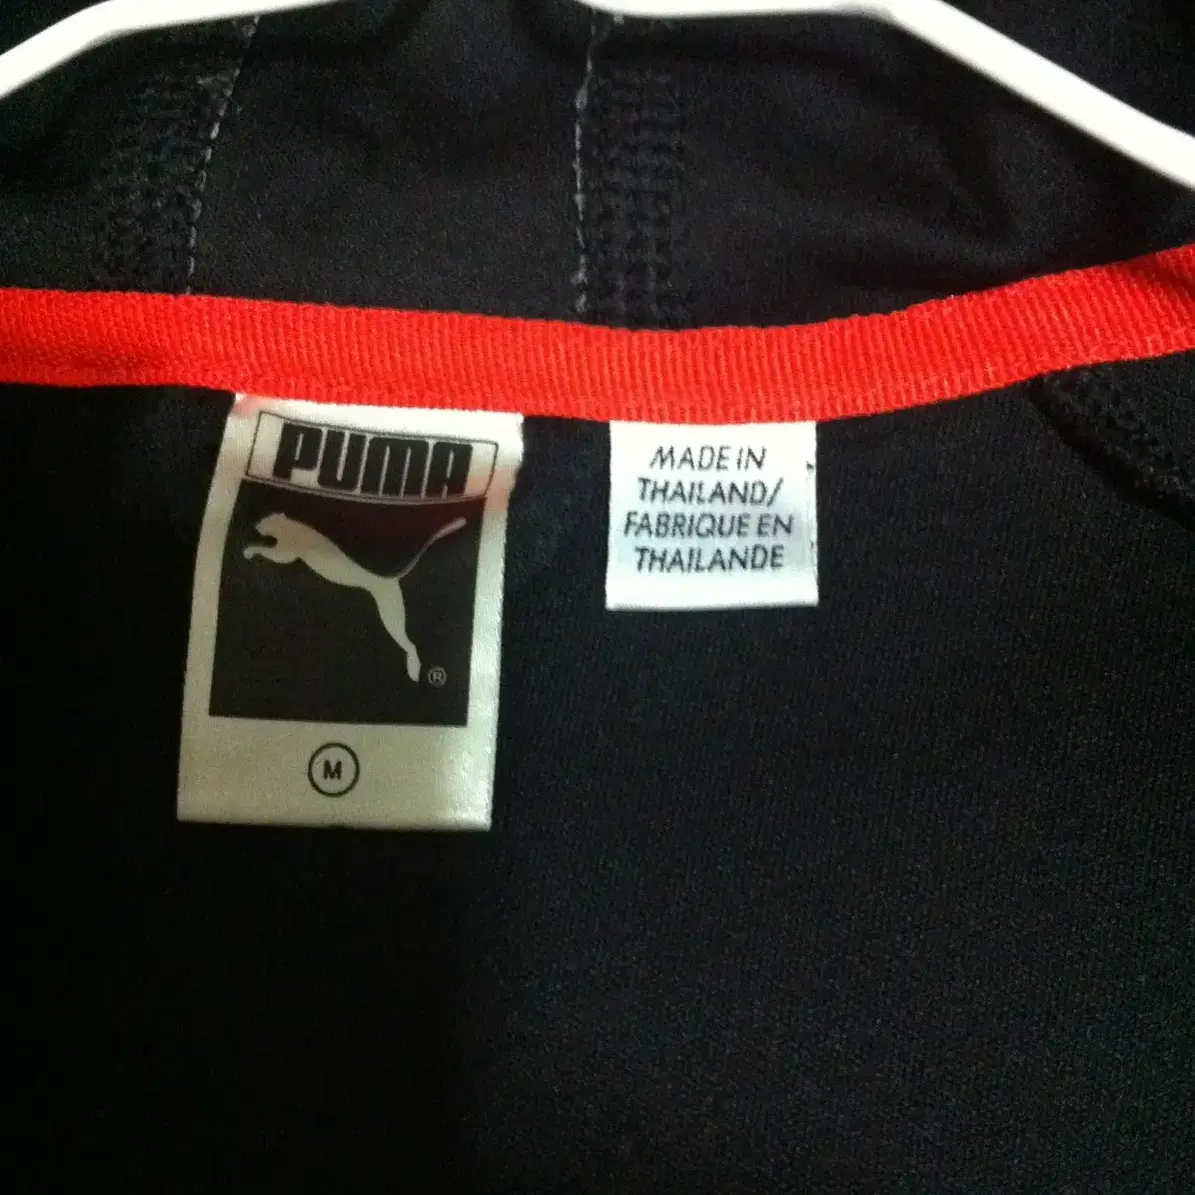 PUMA
®
M
MADE IN
THAILAND/
FABRIQUE EN
THAILANDE